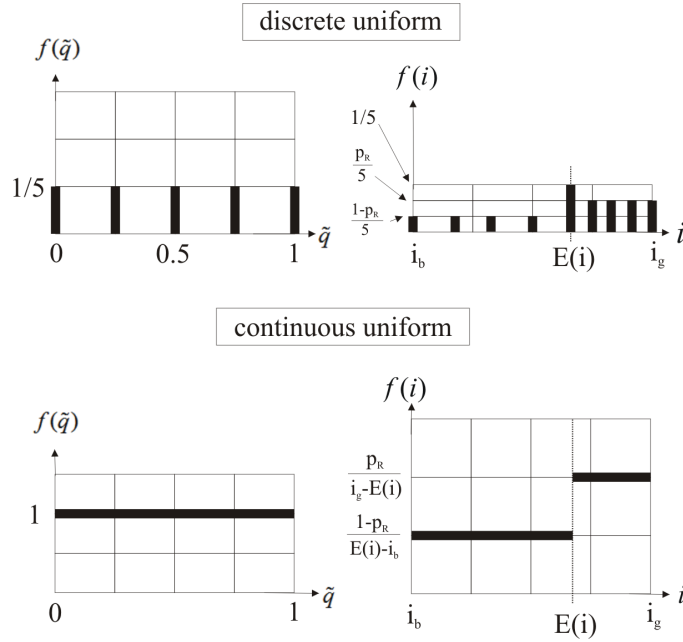 discrete uniform
f(q̃)
1/5
0 0.5 1 q̃
f(i)
1/5
p_R/5
1-p_R/5
i_b E(i) i_g i
continuous uniform
f(q̃)
1
0 1 q̃
f(i)
p_R/i_g-E(i)
1-p_R/E(i)-i_b
i_b E(i) i_g i